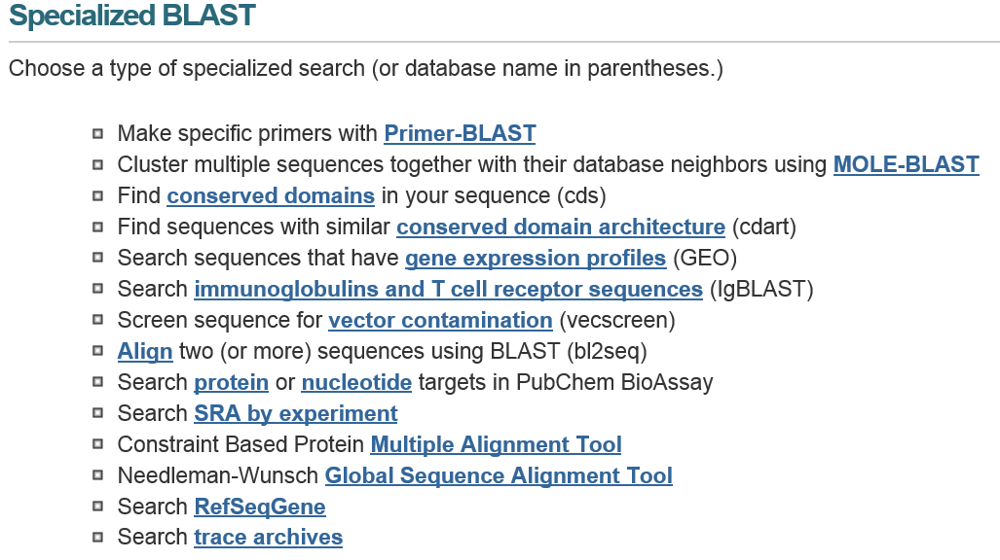 Specialized BLAST
Choose a type of specialized search (or database name in parentheses.)
Make specific primers with Primer-BLAST
Cluster multiple sequences together with their database neighbors using MOLE-BLAST
Find conserved domains in your sequence (cds)
Find sequences with similar conserved domain architecture (cdart)
Search sequences that have gene expression profiles (GEO)
Search immunoglobulins and T cell receptor sequences (IgBLAST)
Screen sequence for vector contamination (vecscreen)
Align two (or more) sequences using BLAST (bl2seq)
Search protein or nucleotide targets in PubChem BioAssay
Search SRA by experiment
Constraint Based Protein Multiple Alignment Tool
Needleman-Wunsch Global Sequence Alignment Tool
Search RefSeqGene
Search trace archives